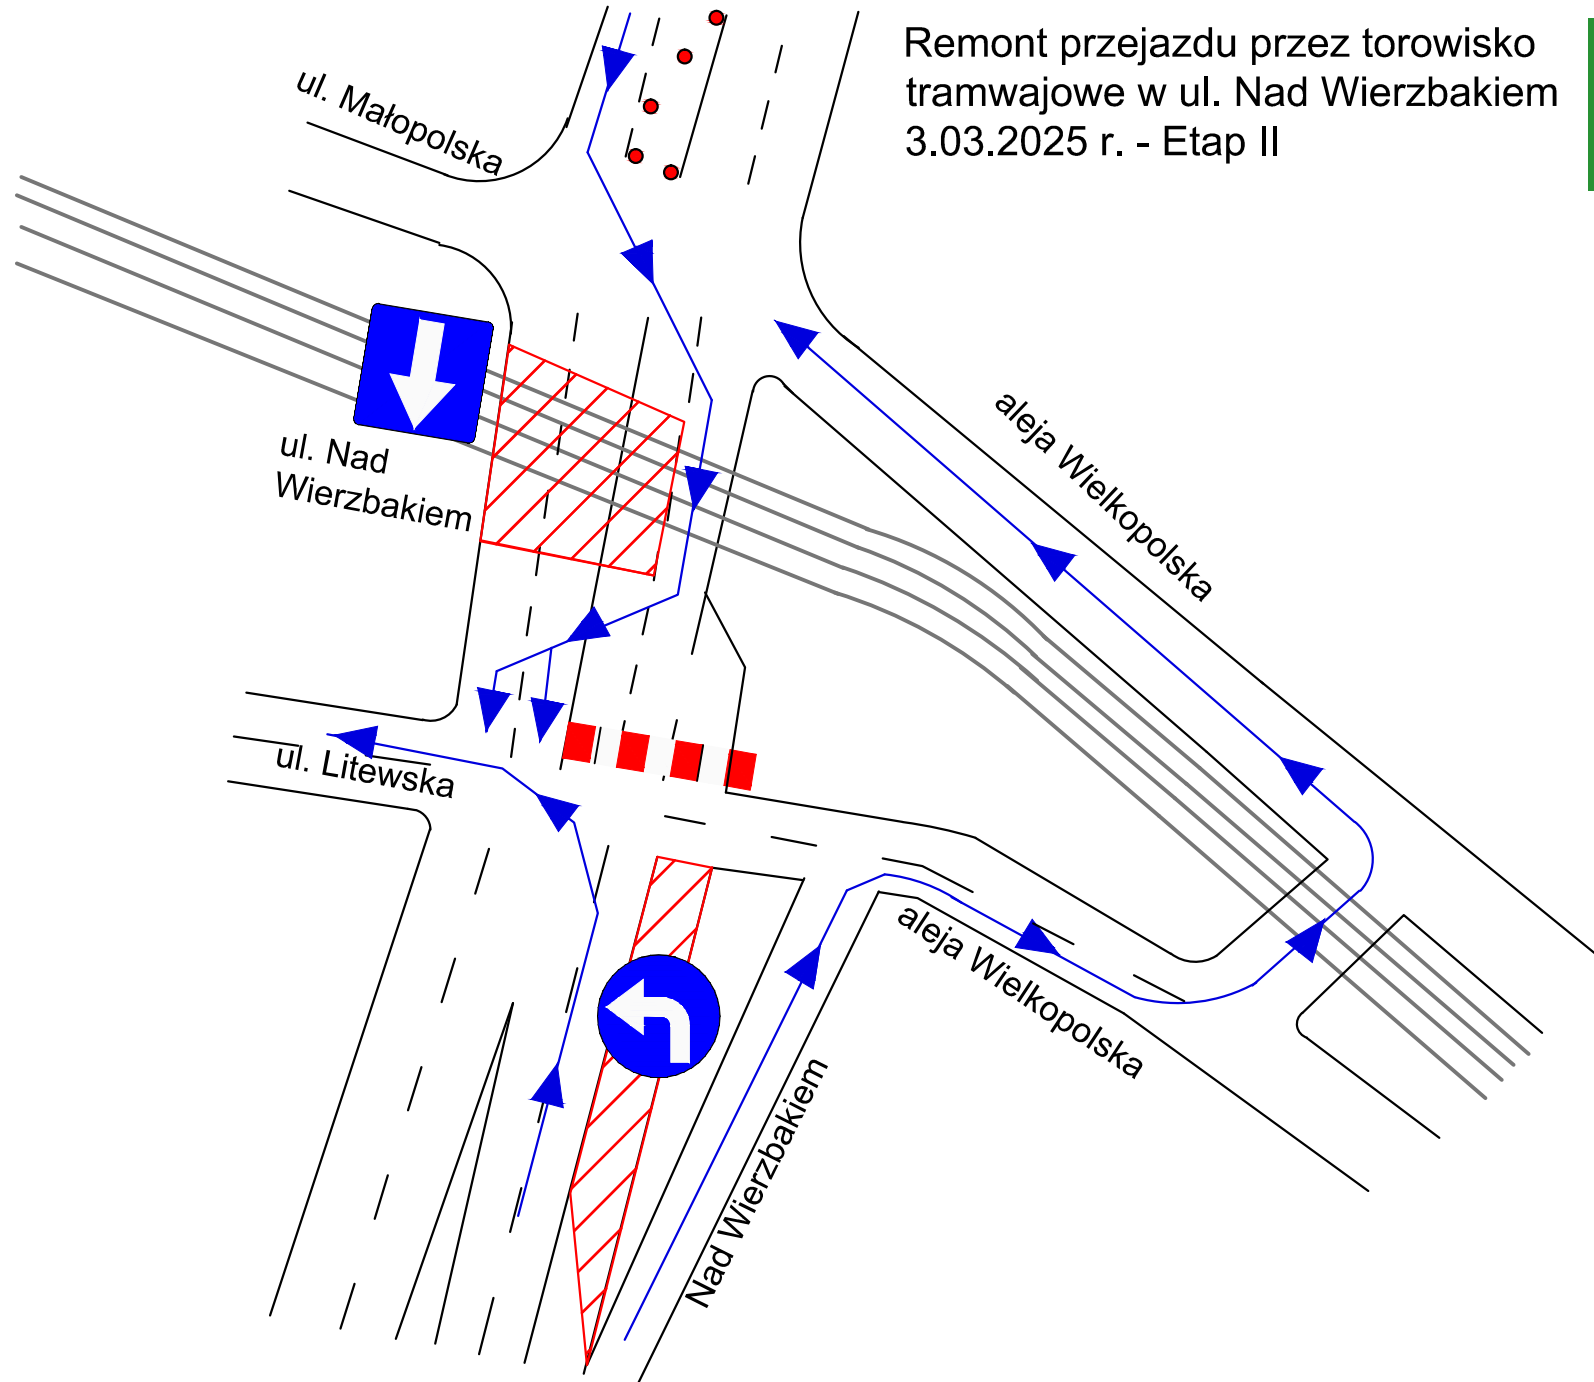 Remont przejazdu przez torowisko
tramwajowe w ul. Nad Wierzbakiem
3.03.2025 r. - Etap II
ul. Małopolska
ul. Nad
Wierzbakiem
aleja Wielkopolska
ul. Litewska
aleja Wielkopolska
Nad Wierzbakiem